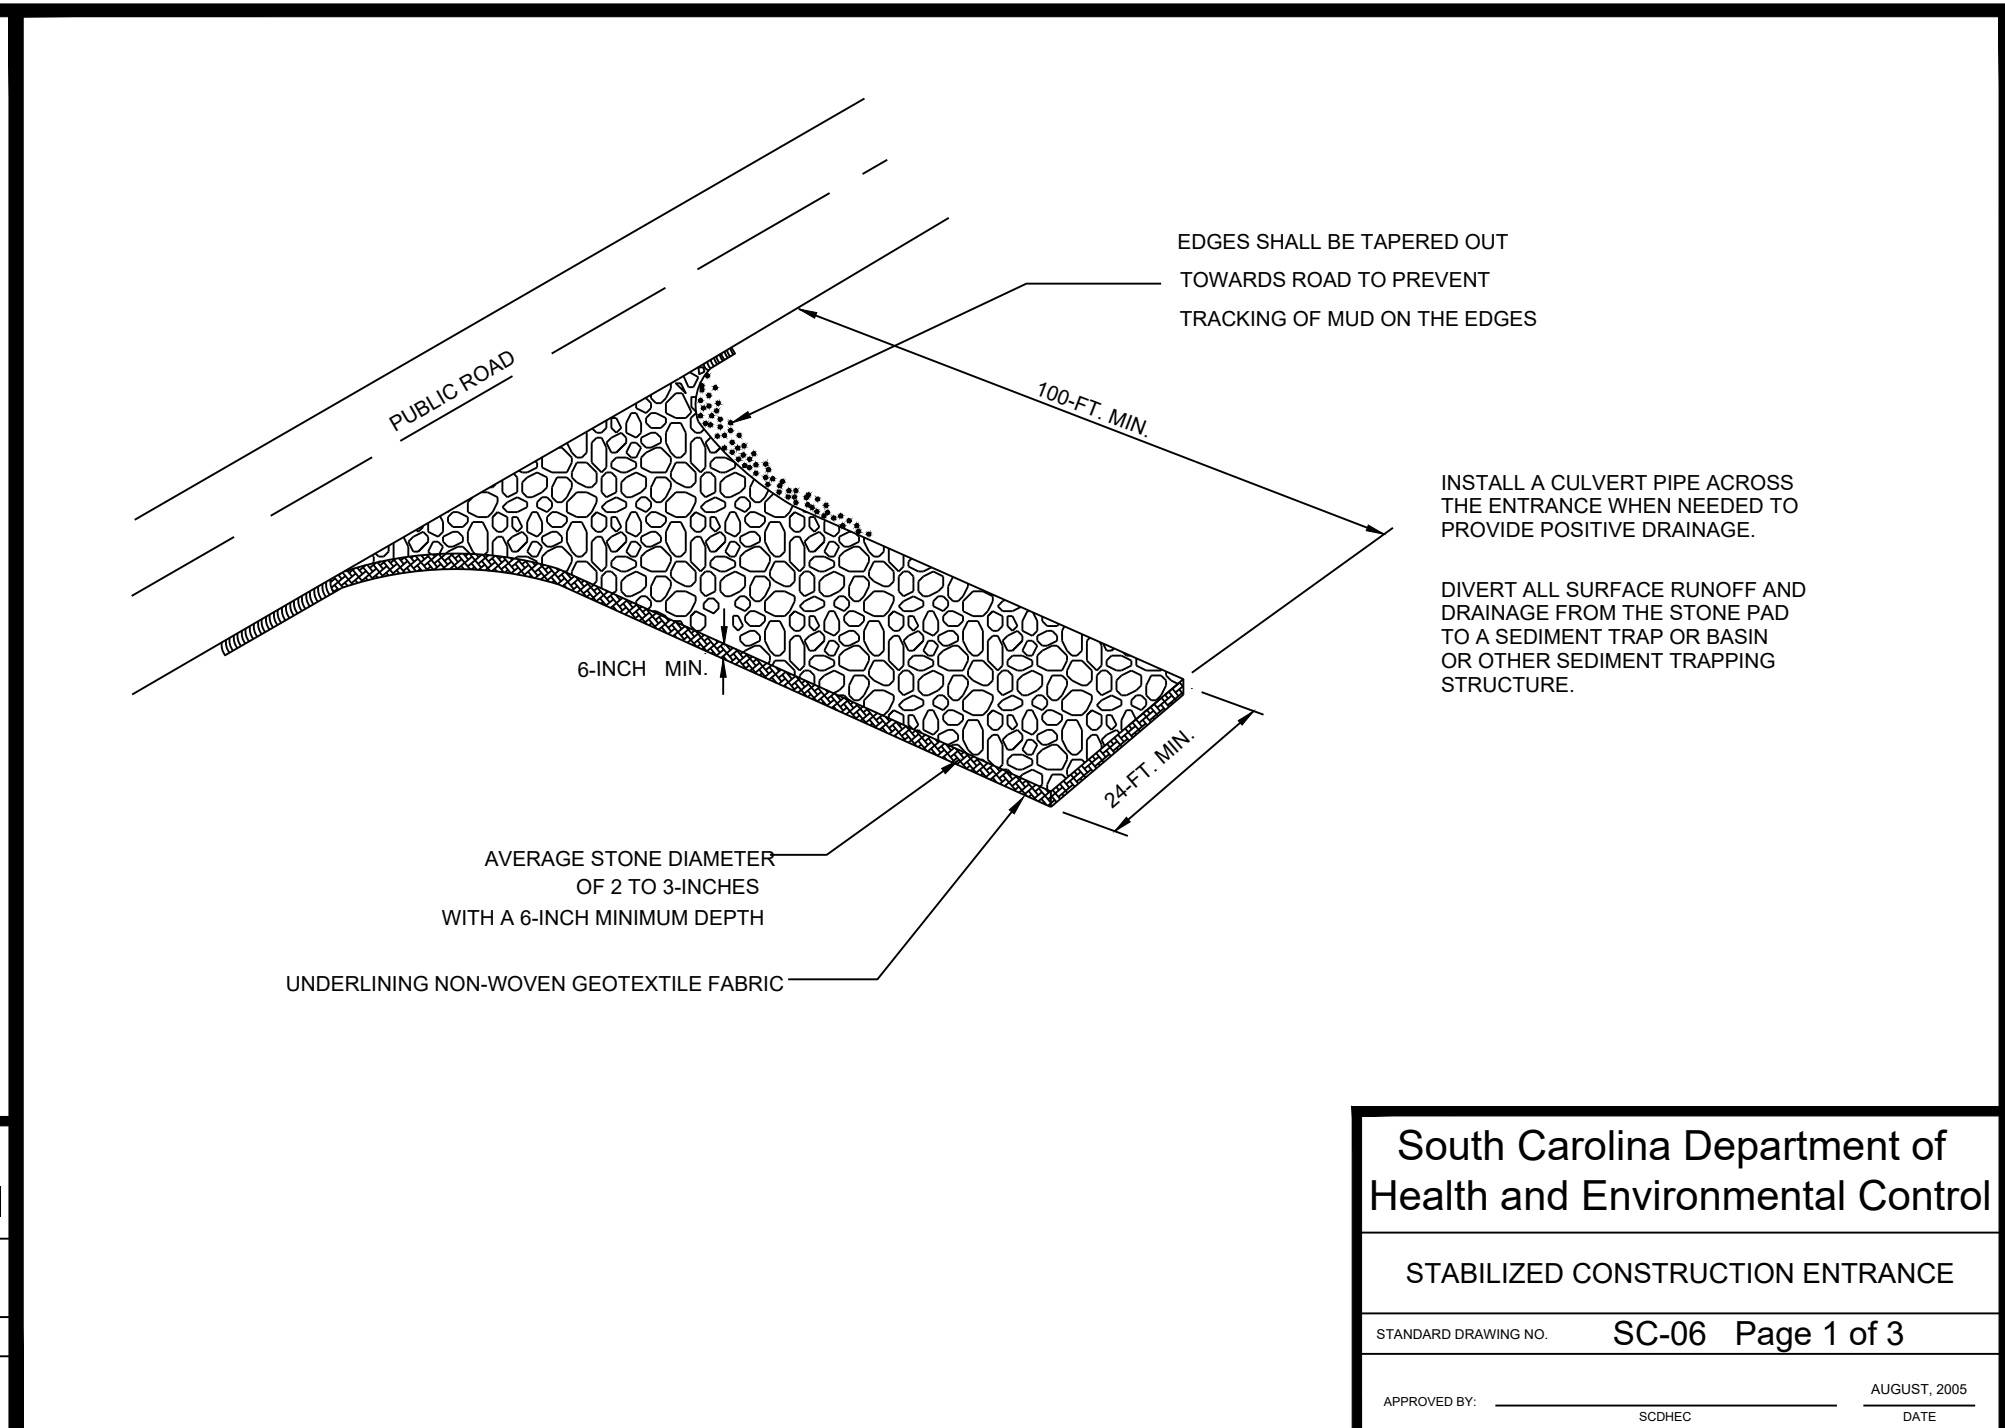 EDGES SHALL BE TAPERED OUT
TOWARDS ROAD TO PREVENT
TRACKING OF MUD ON THE EDGES
PUBLIC ROAD
100-FT. MIN.
INSTALL A CULVERT PIPE ACROSS
THE ENTRANCE WHEN NEEDED TO
PROVIDE POSITIVE DRAINAGE.
DIVERT ALL SURFACE RUNOFF AND
DRAINAGE FROM THE STONE PAD
TO A SEDIMENT TRAP OR BASIN
OR OTHER SEDIMENT TRAPPING
STRUCTURE.
6-INCH MIN.
24-FT. MIN.
AVERAGE STONE DIAMETER
OF 2 TO 3-INCHES
WITH A 6-INCH MINIMUM DEPTH
UNDERLINING NON-WOVEN GEOTEXTILE FABRIC
South Carolina Department of
Health and Environmental Control
STABILIZED CONSTRUCTION ENTRANCE
STANDARD DRAWING NO. SC-06 Page 1 of 3
APPROVED BY: AUGUST, 2005
SCDHEC DATE